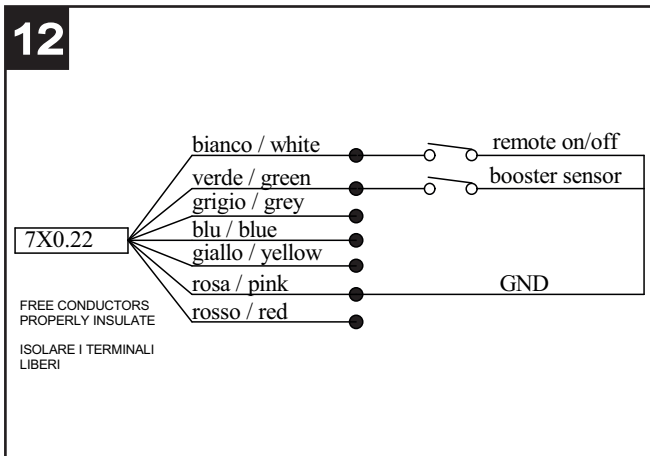 12
bianco / white
remote on/off
verde / green
booster sensor
grigio / grey
blu / blue
7X0.22
giallo / yellow
rosa / pink
GND
rosso / red
FREE CONDUCTORS
PROPERLY INSULATE
ISOLARE I TERMINALI
LIBERI